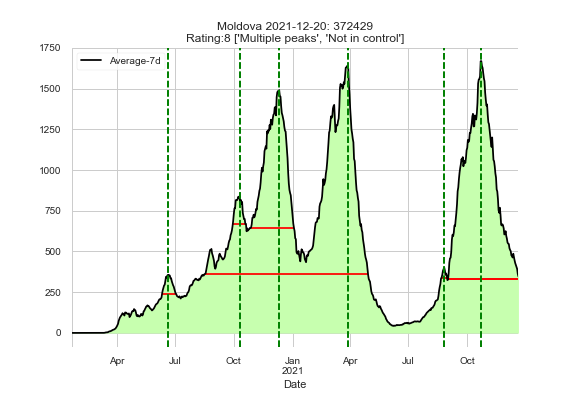 Moldova 2021-12-20: 372429
Rating:8 ['Multiple peaks', 'Not in control']
1750
Average-7d
1500
1250
1000
750
500
250
0
Apr Jul Oct Jan Apr Jul Oct
2021
Date